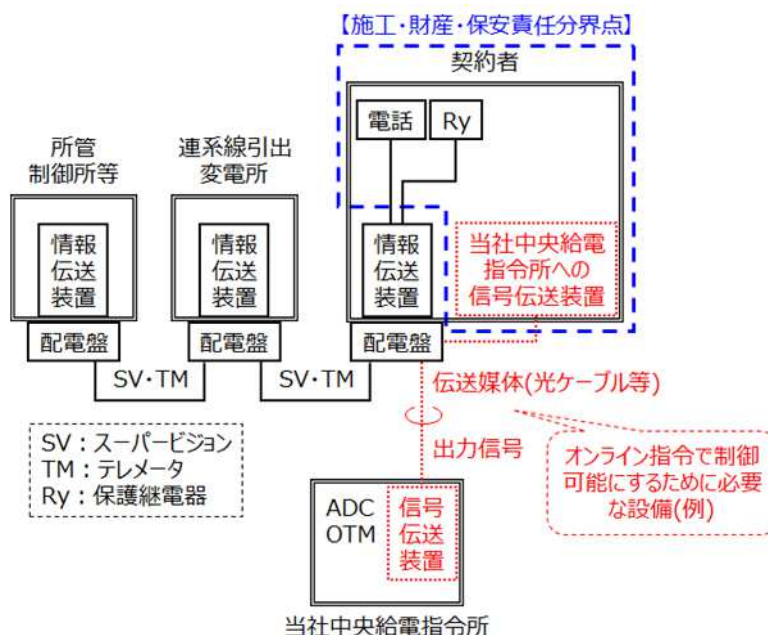 【施工・財産・保安責任分界点】
契約者
電話
Ry
所管
制御所等
連系線引出
変電所
情報
伝送
装置
情報
伝送
装置
情報
伝送
装置
当社中央給電
指令所への
信号伝送装置
配電盤
配電盤
配電盤
SV・TM
SV・TM
伝送媒体(光ケーブル等)
出力信号
SV：スーパービジョン
TM：テレメータ
Ry：保護継電器
オンライン指令で制御
可能にするために必要
な設備(例)
ADC
OTM
信号
伝送
装置
当社中央給電指令所